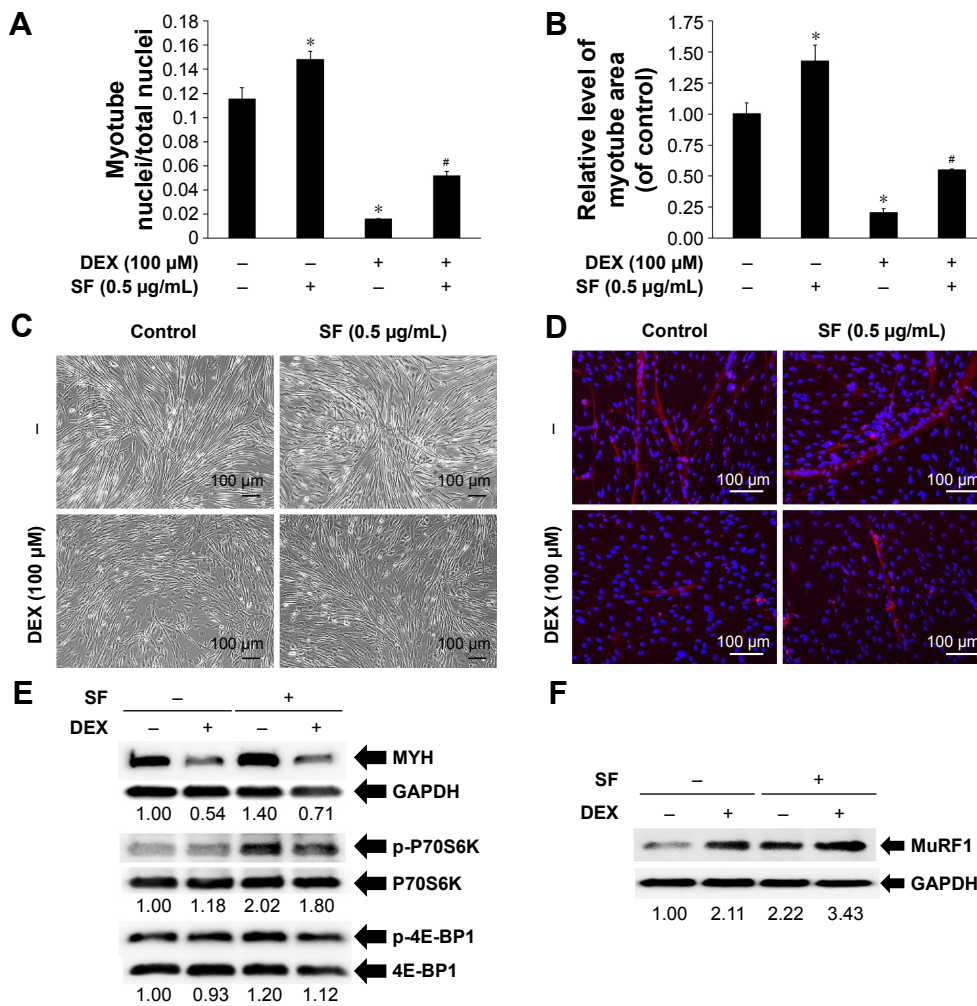 A
Myotube
nuclei/total nuclei
0.18
0.16
0.14
0.12
0.1
0.08
0.06
0.04
0.02
0
*
*
#
DEX (100 µM) – – + +
SF (0.5 µg/mL) – + – +
B
Relative level of
myotube area
(of control)
1.75
1.50
1.25
1.00
0.75
0.50
0.25
0.00
*
*
#
DEX (100 µM) – – + +
SF (0.5 µg/mL) – + – +
C
Control SF (0.5 µg/mL)
–
100 µm 100 µm
DEX (100 µM)
100 µm 100 µm
D
Control SF (0.5 µg/mL)
–
100 µm 100 µm
DEX (100 µM)
100 µm 100 µm
E
SF – +
DEX – + – +
MYH
GAPDH
1.00 0.54 1.40 0.71
p-P70S6K
P70S6K
1.00 1.18 2.02 1.80
p-4E-BP1
4E-BP1
1.00 0.93 1.20 1.12
F
SF – +
DEX – + – +
MuRF1
GAPDH
1.00 2.11 2.22 3.43